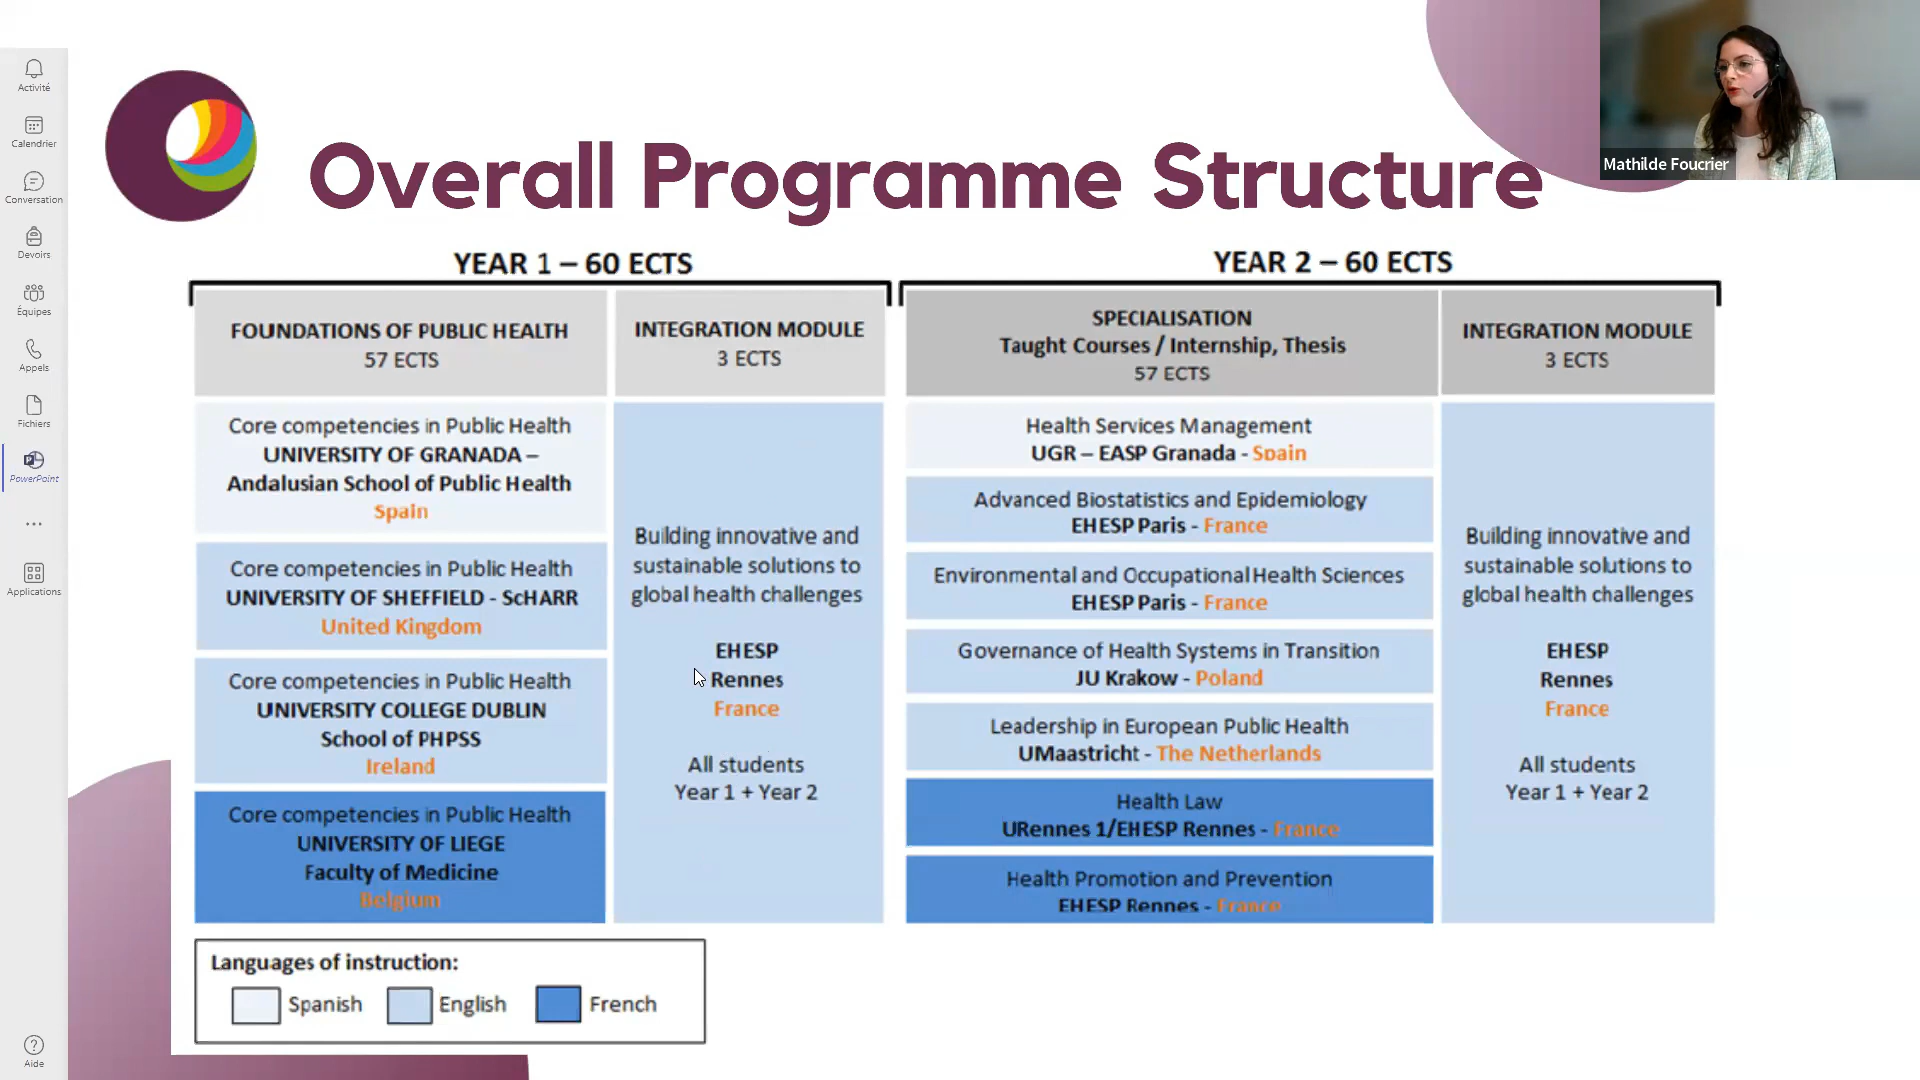 Activité
Calendrier
Conversation
Devoirs
Équipes
Appels
Fichiers
PowerPoint
Applications
Aide
Mathilde Foucrier
Overall Programme Structure
YEAR 1 – 60 ECTS
FOUNDATIONS OF PUBLIC HEALTH
57 ECTS
INTEGRATION MODULE
3 ECTS
Core competencies in Public Health
UNIVERSITY OF GRANADA –
Andalusian School of Public Health
Spain
Core competencies in Public Health
UNIVERSITY OF SHEFFIELD - ScHARR
United Kingdom
Core competencies in Public Health
UNIVERSITY COLLEGE DUBLIN
School of PHPSS
Ireland
Core competencies in Public Health
UNIVERSITY OF LIEGE
Faculty of Medicine
Belgium
Building innovative and
sustainable solutions to
global health challenges
EHESP
Rennes
France
All students
Year 1 + Year 2
YEAR 2 – 60 ECTS
SPECIALISATION
Taught Courses / Internship, Thesis
57 ECTS
INTEGRATION MODULE
3 ECTS
Health Services Management
UGR – EASP Granada - Spain
Advanced Biostatistics and Epidemiology
EHESP Paris - France
Environmental and Occupational Health Sciences
EHESP Paris - France
Governance of Health Systems in Transition
JU Krakow - Poland
Leadership in European Public Health
UMaastricht - The Netherlands
Health Law
URennes 1/EHESP Rennes - France
Health Promotion and Prevention
EHESP Rennes - France
Building innovative and
sustainable solutions to
global health challenges
EHESP
Rennes
France
All students
Year 1 + Year 2
Languages of instruction:
Spanish
English
French